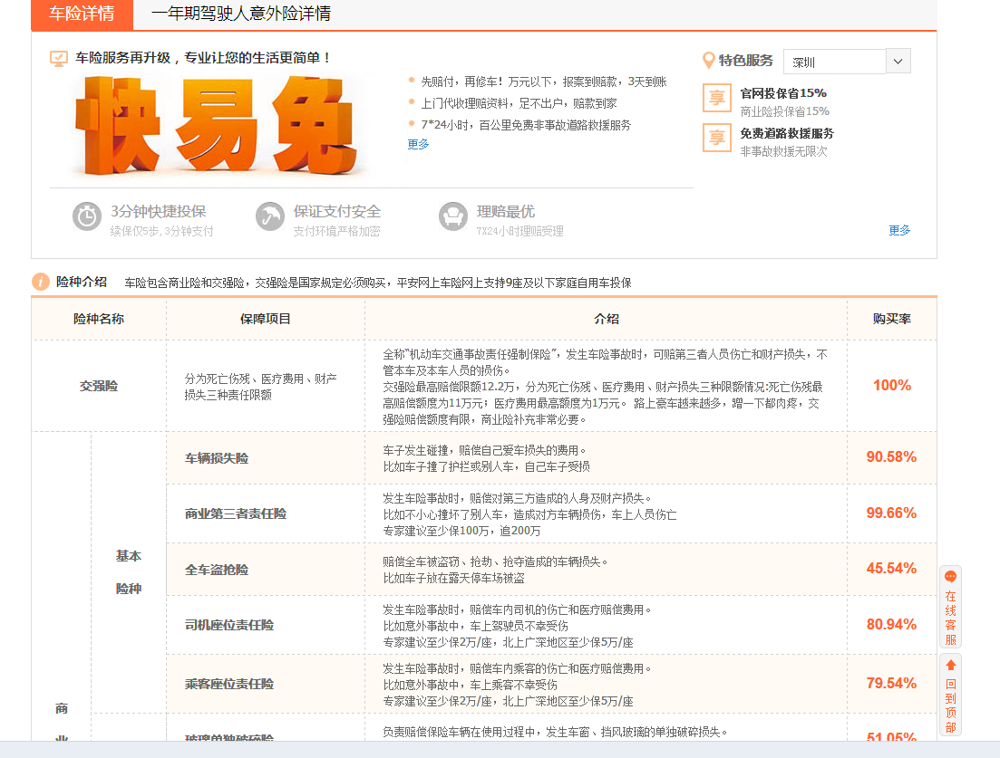 车险详情
一年期驾驶人意外险详情
车险服务再升级，专业让您的生活更简单！
快易免
先赔付，再修车！万元以下，报案到赔款，3天到账
上门代收理赔资料，足不出户，赔款到家
7*24小时，百公里免费非事故道路救援服务
更多
特色服务
深圳
享
官网投保省15%
商业险投保省15%
享
免费道路救援服务
非事故救援无限次
3分钟快捷投保
续保仅5步,3分钟支付
保证支付安全
支付环境严格加密
理赔最优
7X24小时理赔受理
更多
险种介绍
车险包含商业险和交强险，交强险是国家规定必须购买，平安网上车险网上支持9座及以下家庭自用车投保
险种名称
保障项目
介绍
购买率
交强险
分为死亡伤残、医疗费用、财产
损失三种责任限额
全称“机动车交通事故责任强制保险”，发生车险事故时，可赔第三者人员伤亡和财产损失，不
管本车及本车人员的损伤。
交强险最高赔偿限额12.2万，分为死亡伤残、医疗费用、财产损失三种限额情况:死亡伤残最
高赔偿额度为11万元；医疗费用最高额度为1万元。 路上豪车越来越多，蹭一下都肉疼，交
强险赔偿额度有限，商业险补充非常必要。
100%
商
业
基本
险种
车辆损失险
车子发生碰撞，赔偿自己爱车损失的费用。
比如车子撞了护拦或别人车，自己车子受损
90.58%
商业第三者责任险
发生车险事故时，赔偿对第三方造成的人身及财产损失。
比如不小心撞坏了别人车，造成对方车辆损伤，车上人员伤亡
专家建议至少保100万，追200万
99.66%
全车盗抢险
赔偿全车被盗窃、抢劫、抢夺造成的车辆损失。
比如车子放在露天停车场被盗
45.54%
司机座位责任险
发生车险事故时，赔偿车内司机的伤亡和医疗赔偿费用。
比如意外事故中，车上驾驶员不幸受伤
专家建议至少保2万/座，北上广深地区至少保5万/座
80.94%
乘客座位责任险
发生车险事故时，赔偿车内乘客的伤亡和医疗赔偿费用。
比如意外事故中，车上乘客不幸受伤
专家建议至少保2万/座，北上广深地区至少保5万/座
79.54%
玻璃单独破碎险
负责赔偿保险车辆在使用过程中，发生车窗、挡风玻璃的单独破碎损失。
51.05%
在线客服
回到顶部